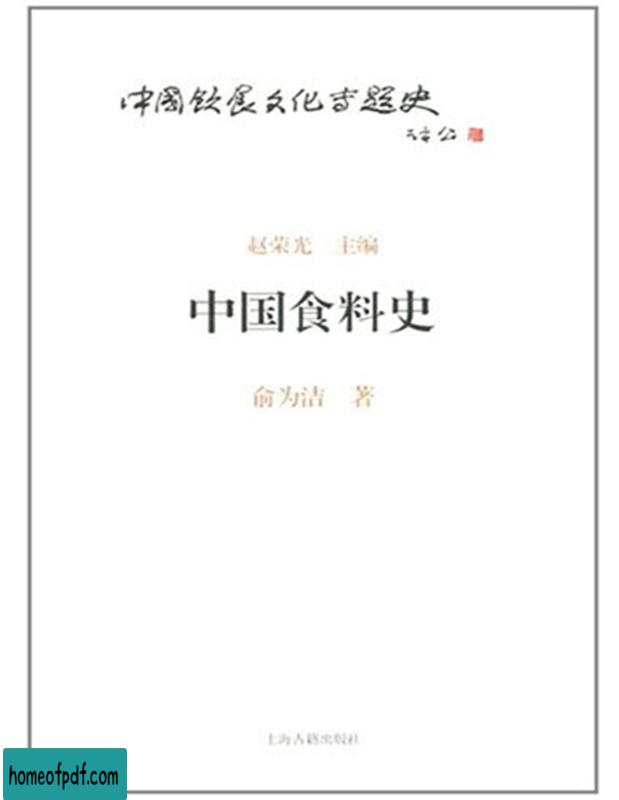 中国饮食文化专题史
赵荣光 主编
中国食料史
俞为洁 著
上海古籍出版社
homeofpdf.com